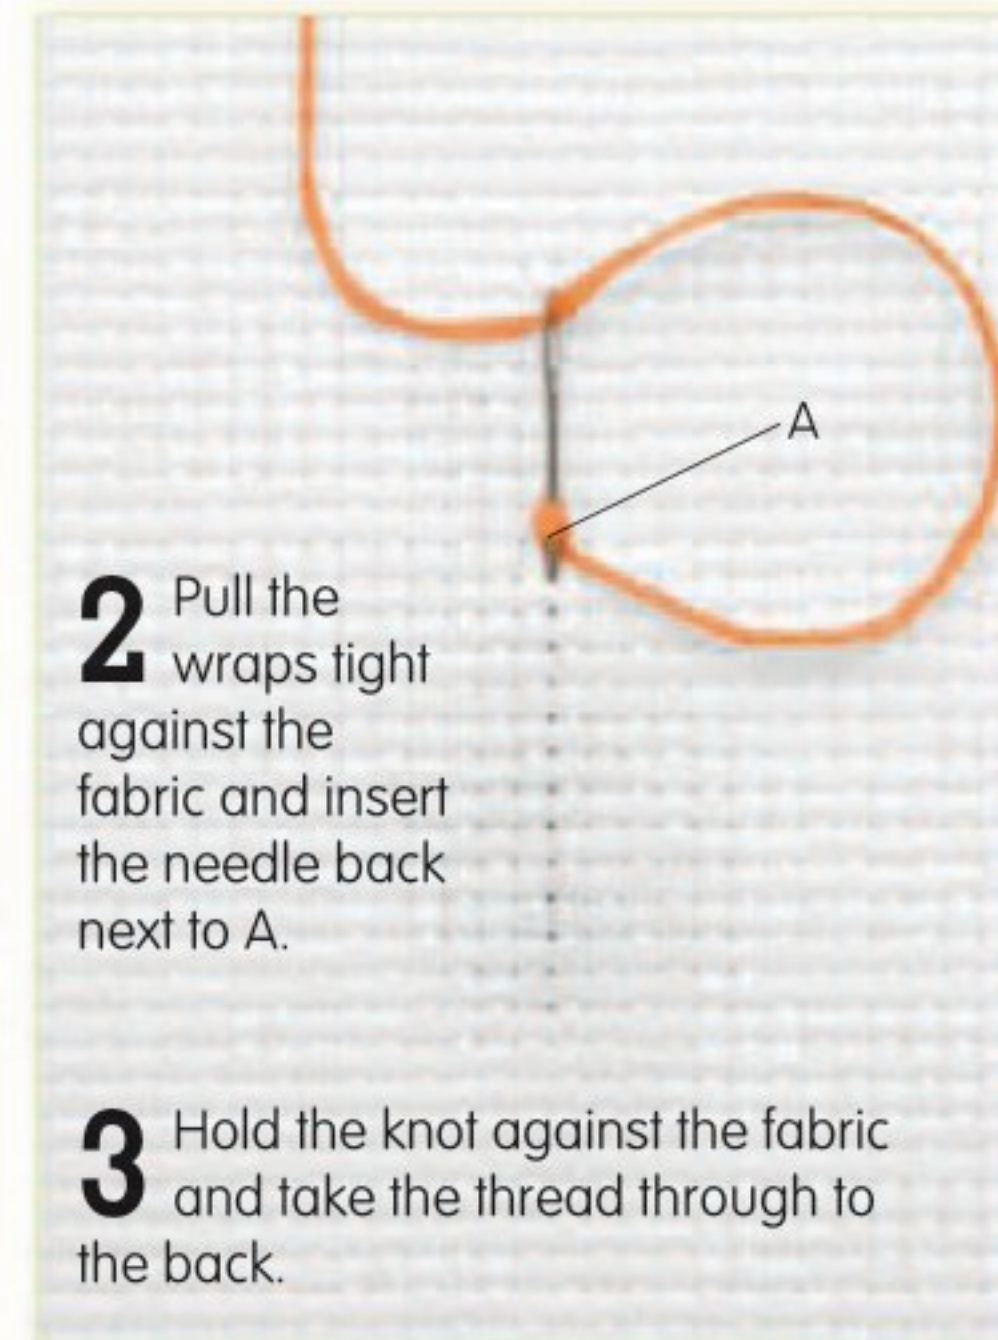 A
2 Pull the
wraps tight
against the
fabric and insert
the needle back
next to A.
3 Hold the knot against the fabric
and take the thread through to
the back.